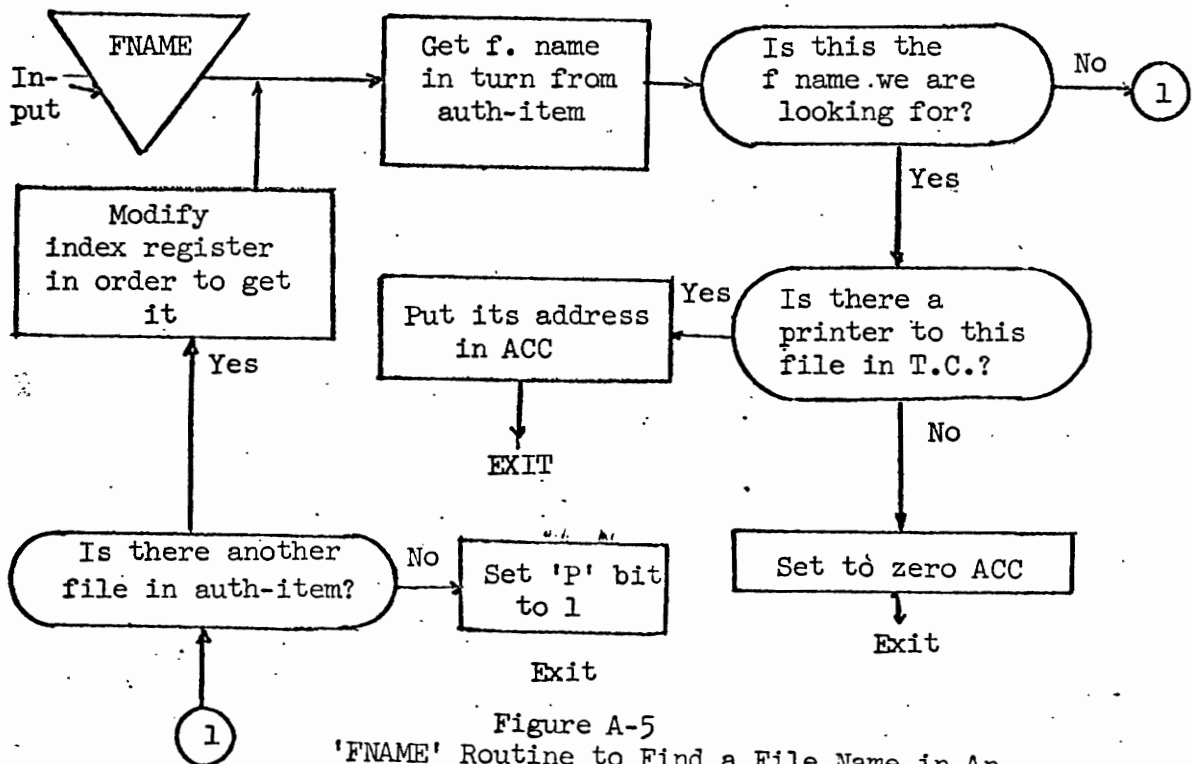 FNAME
In-
put
Get f. name
in turn from
auth-item
Is this the
f name.we are
looking for?
No
1
Yes
Modify
index register
in order to get
it
Yes
Put its address
in ACC
Yes
Is there a
printer to this
file in T.C.?
EXIT
No
Is there another
file in auth-item?
No
Set 'P' bit
to 1
Exit
Set to zero ACC
Exit
1
Figure A-5
'FNAME' Routine to Find a File Name in An